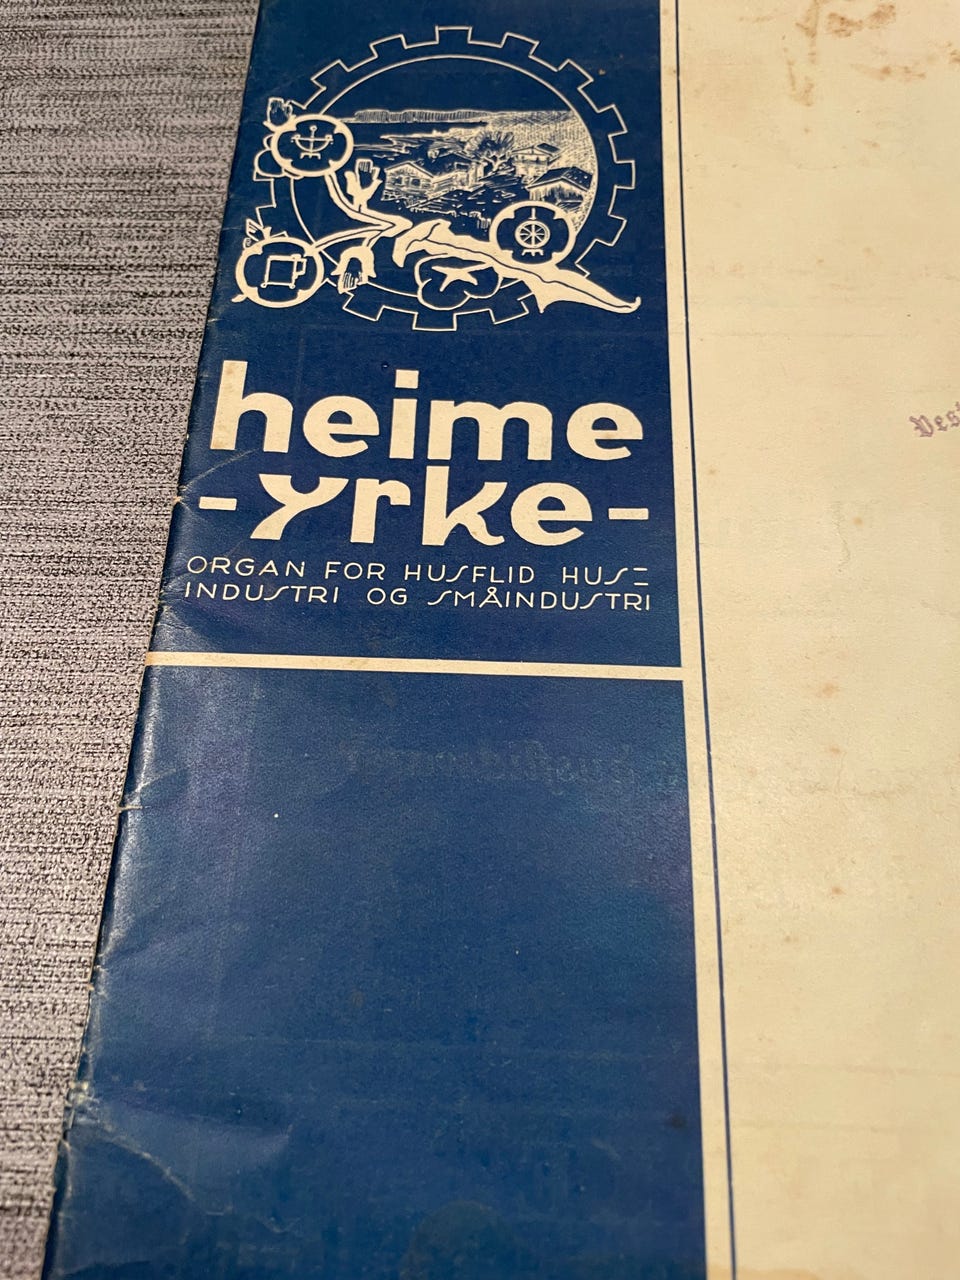 heime
-yrke-
ORGAN FOR HUSFLID HUS=
INDUSTRI OG SMÅINDUSTRI